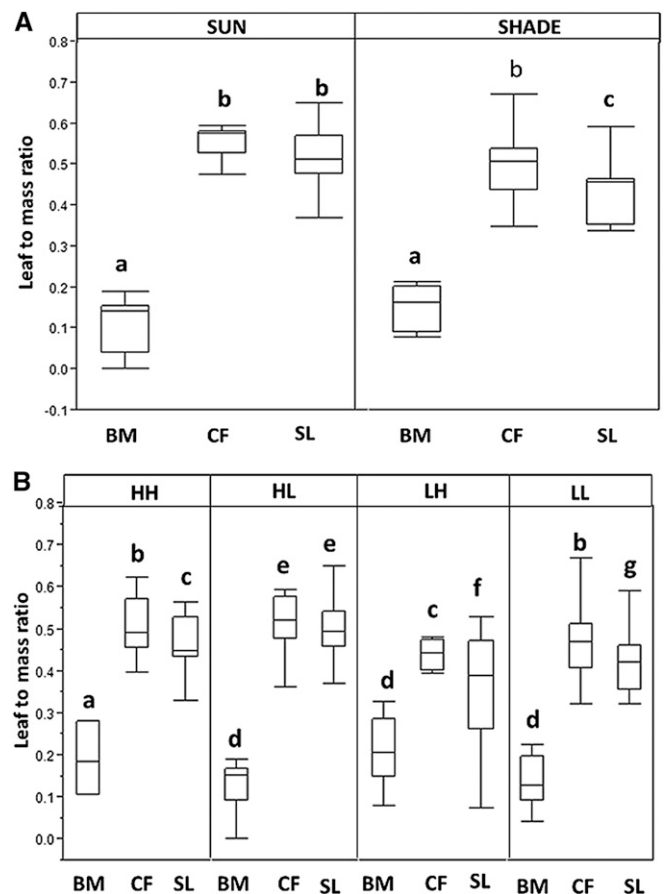 A
SUN SHADE
Leaf to mass ratio
0.8
0.7
0.6
0.5
0.4
0.3
0.2
0.1
0.0
-0.1
a b b a b c
BM CF SL BM CF SL
B
HH HL LH LL
Leaf to mass ratio
0.8
0.7
0.6
0.5
0.4
0.3
0.2
0.1
0.0
a b c d e e d c f d b g
BM CF SL BM CF SL BM CF SL BM CF SL